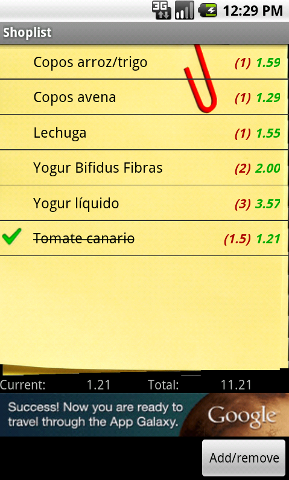 3G 12:29 PM
Shoplist
Copos arroz/trigo (1) 1.59
Copos avena (1) 1.29
Lechuga (1) 1.55
Yogur Bifidus Fibras (2) 2.00
Yogur líquido (3) 3.57
Tomate canario (1.5) 1.21
Current: 1.21 Total: 11.21
Success! Now you are ready to
travel through the App Galaxy.
Google
Add/remove